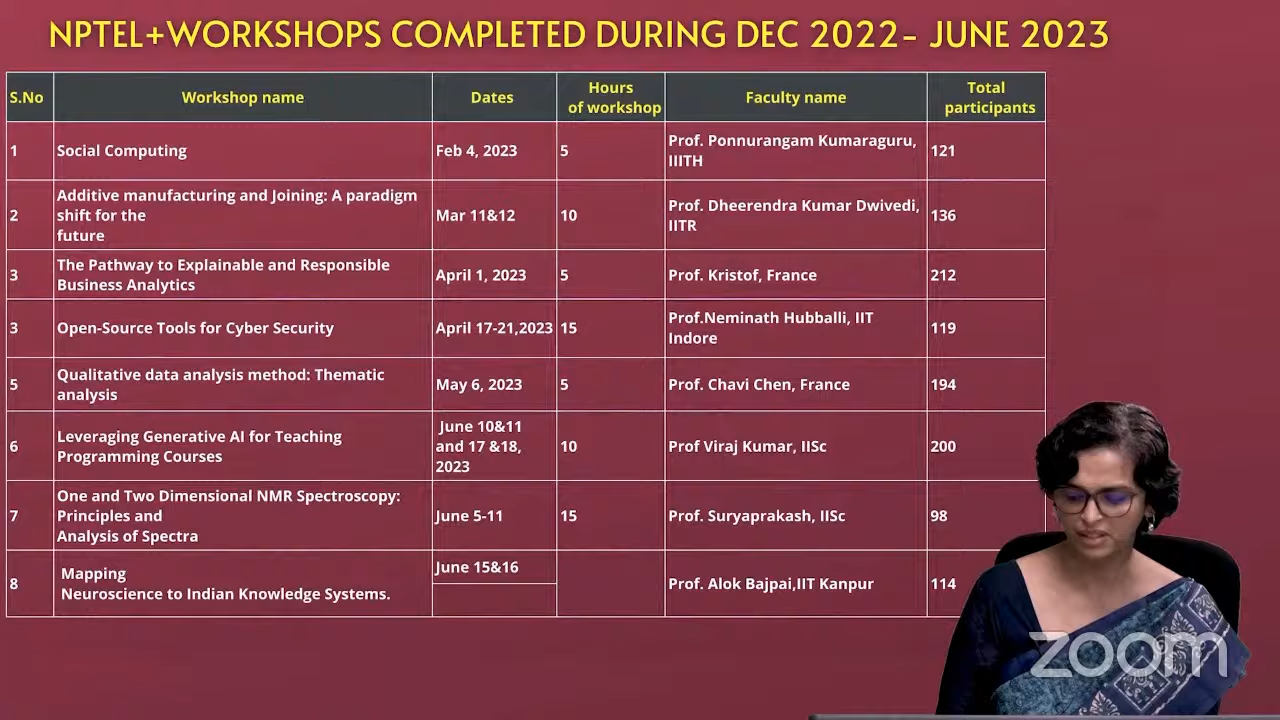 NPTEL+WORKSHOPS COMPLETED DURING DEC 2022- JUNE 2023
S.No
Workshop name
Dates
Hours
of workshop
Faculty name
Total
participants
1
Social Computing
Feb 4, 2023
5
Prof. Ponnurangam Kumaraguru,
IIITH
121
2
Additive manufacturing and Joining: A paradigm
shift for the
future
Mar 11&12
10
Prof. Dheerendra Kumar Dwivedi,
IITR
136
3
The Pathway to Explainable and Responsible
Business Analytics
April 1, 2023
5
Prof. Kristof, France
212
3
Open-Source Tools for Cyber Security
April 17-21,2023
15
Prof.Neminath Hubballi, IIT
Indore
119
5
Qualitative data analysis method: Thematic
analysis
May 6, 2023
5
Prof. Chavi Chen, France
194
6
Leveraging Generative AI for Teaching
Programming Courses
June 10&11
and 17 &18,
2023
10
Prof Viraj Kumar, IISc
200
7
One and Two Dimensional NMR Spectroscopy:
Principles and
Analysis of Spectra
June 5-11
15
Prof. Suryaprakash, IISc
98
8
Mapping
Neuroscience to Indian Knowledge Systems.
June 15&16
Prof. Alok Bajpai,IIT Kanpur
114
zoom